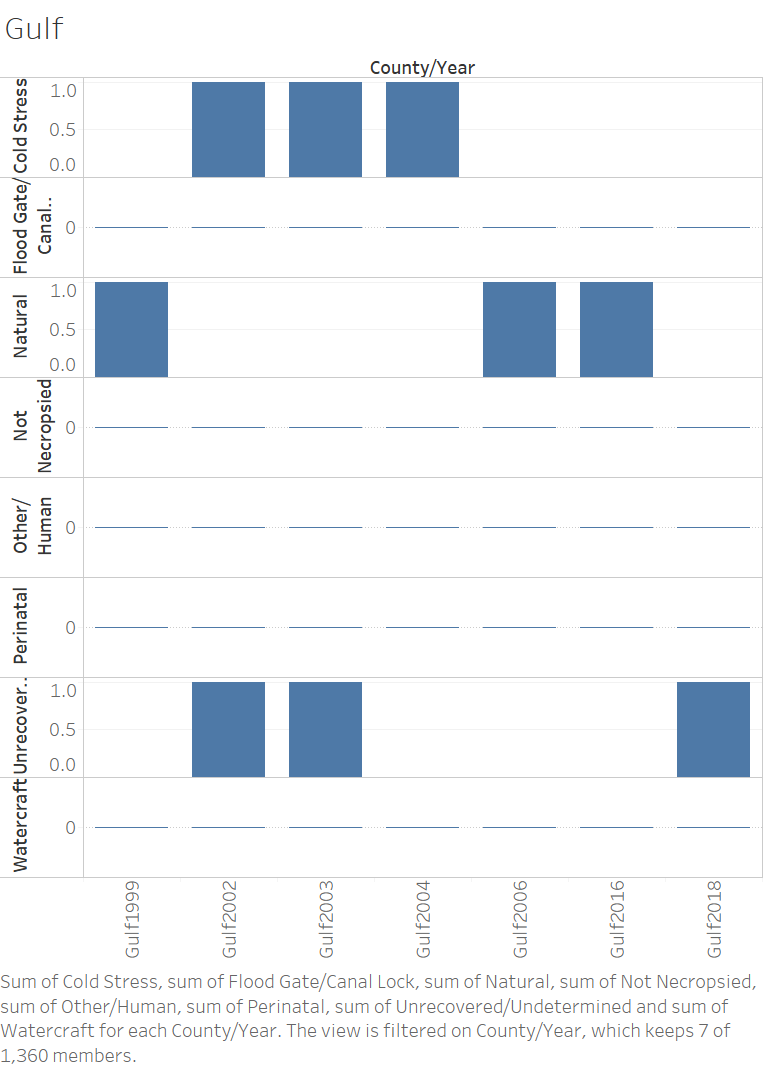 Gulf
County/Year
Cold Stress
1.0
0.5
0.0
Flood Gate/
Canal..
0
Natural
1.0
0.5
0.0
Not
Necropsied
0
Other/
Human
0
Perinatal
0
Unrecover..
1.0
0.5
0.0
Watercraft
0
Gulf1999
Gulf2002
Gulf2003
Gulf2004
Gulf2006
Gulf2016
Gulf2018
Sum of Cold Stress, sum of Flood Gate/Canal Lock, sum of Natural, sum of Not Necropsied,
sum of Other/Human, sum of Perinatal, sum of Unrecovered/Undetermined and sum of
Watercraft for each County/Year. The view is filtered on County/Year, which keeps 7 of
1,360 members.